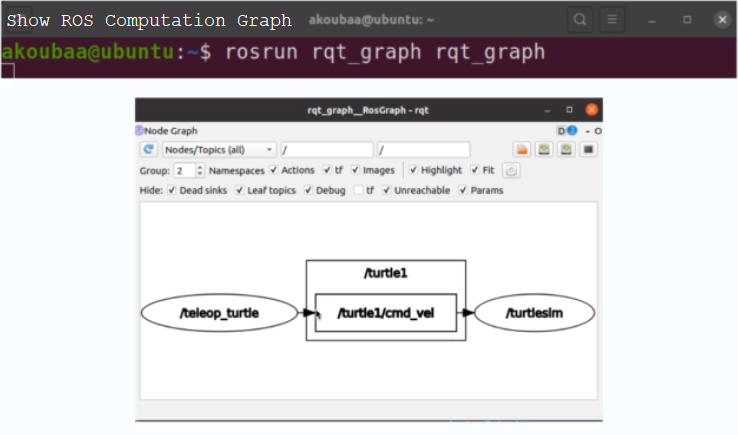 Show ROS Computation Graph akoubaa@ubuntu: ~
akoubaa@ubuntu:~$ rosrun rqt_graph rqt_graph
rqt_graph__RosGraph - rqt
Node Graph D - O
Nodes/Topics (all) / /
Group: 2 Namespaces Actions tf Images Highlight Fit
Hide: Dead sinks Leaf topics Debug tf Unreachable Params
/turtle1
/teleop_turtle /turtle1/cmd_vel /turtlesim